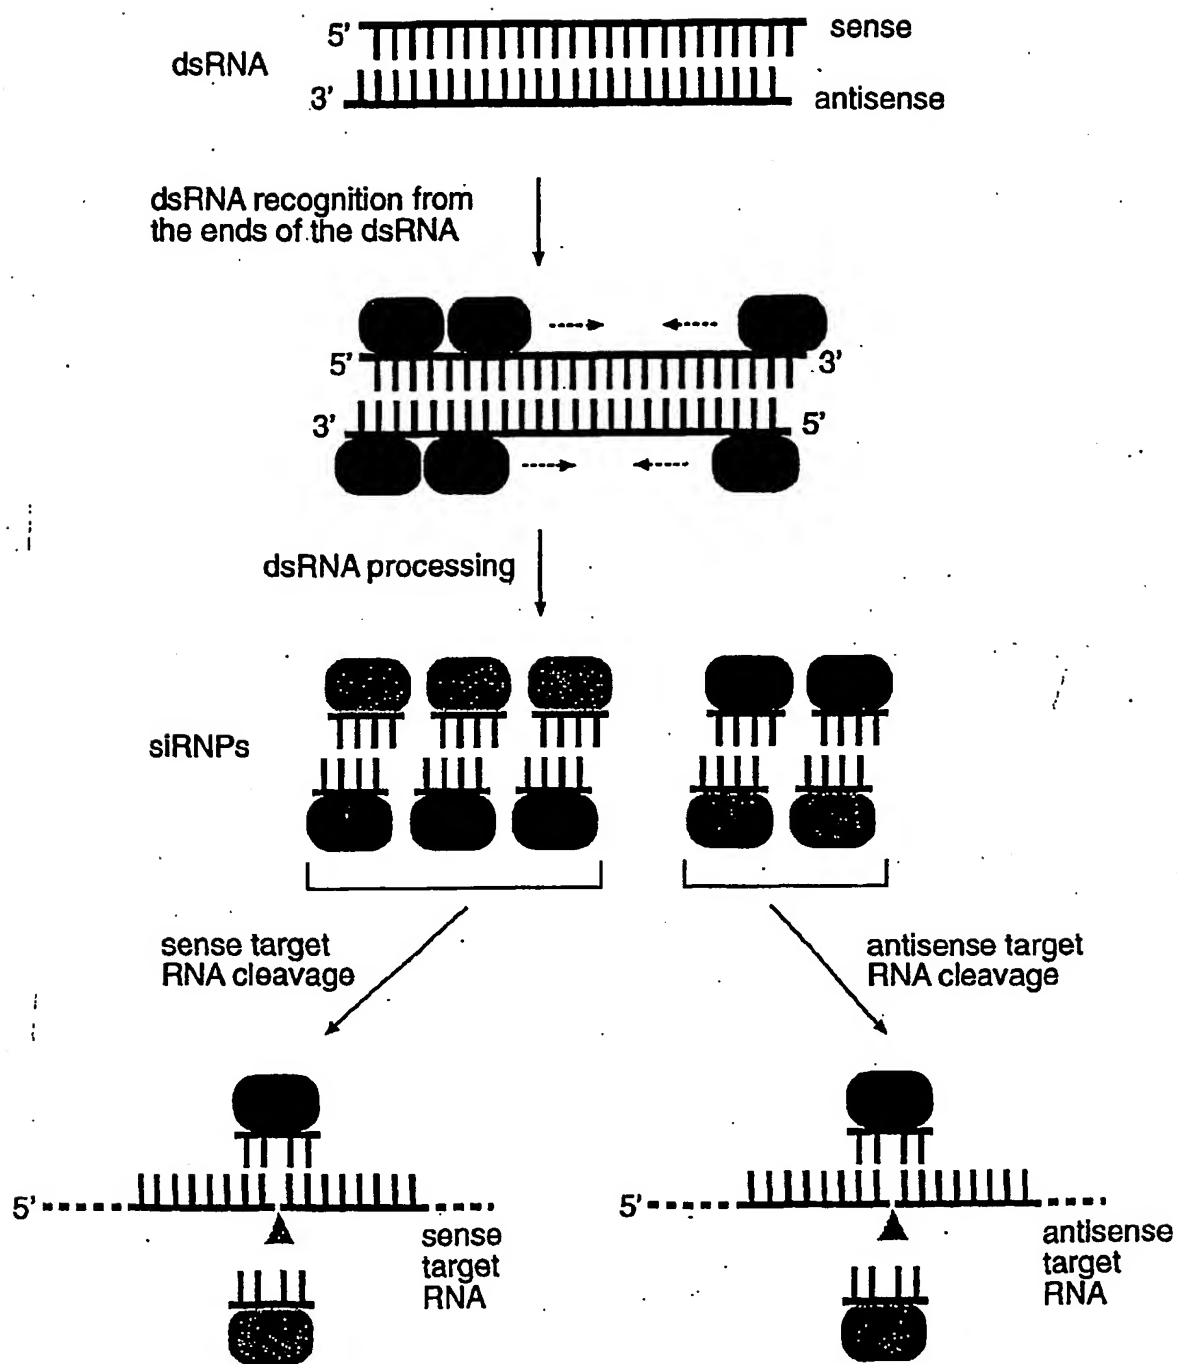 5' sense
dsRNA
3' antisense
dsRNA recognition from
the ends of the dsRNA
5' 3'
3' 5'
dsRNA processing
siRNPs
sense target
RNA cleavage
antisense target
RNA cleavage
5'
sense
target
RNA
5'
antisense
target
RNA